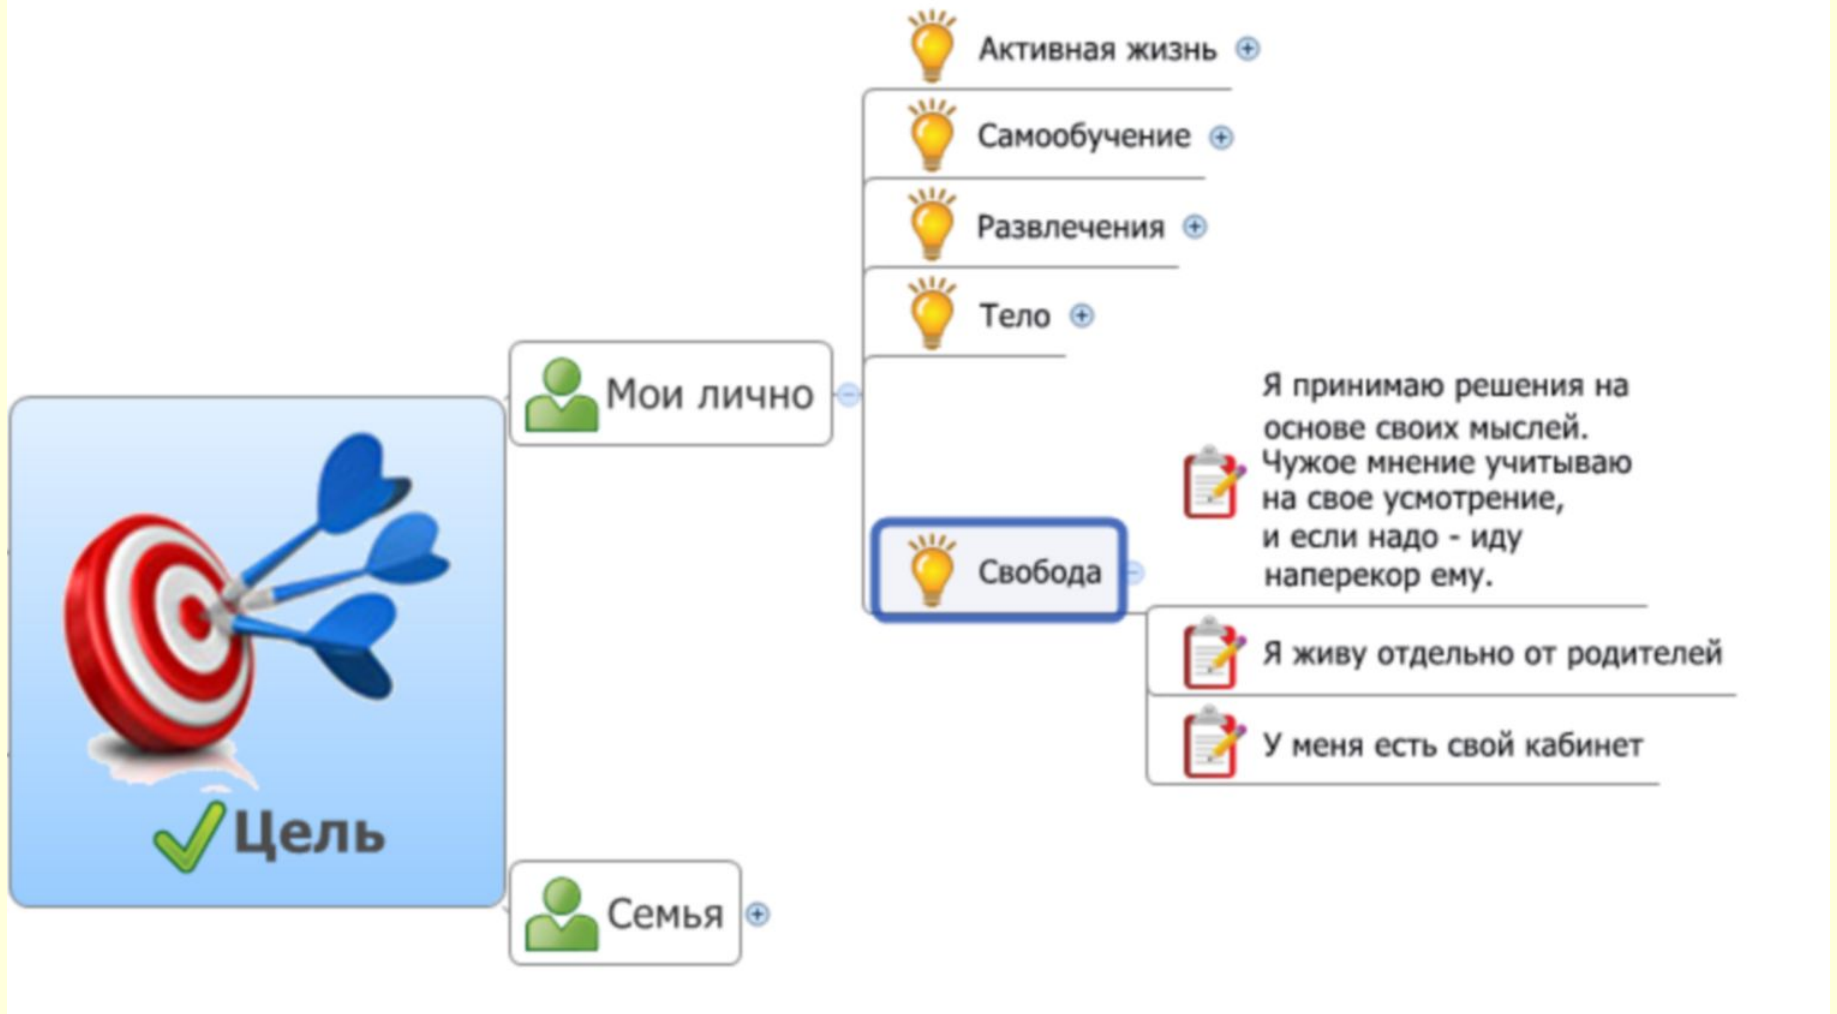 Активная жизнь
Самообучение
Развлечения
Тело
Мои лично
Я принимаю решения на
основе своих мыслей.
Чужое мнение учитываю
на свое усмотрение,
и если надо - иду
наперекор ему.
Свобода
Я живу отдельно от родителей
У меня есть свой кабинет
Цель
Семья